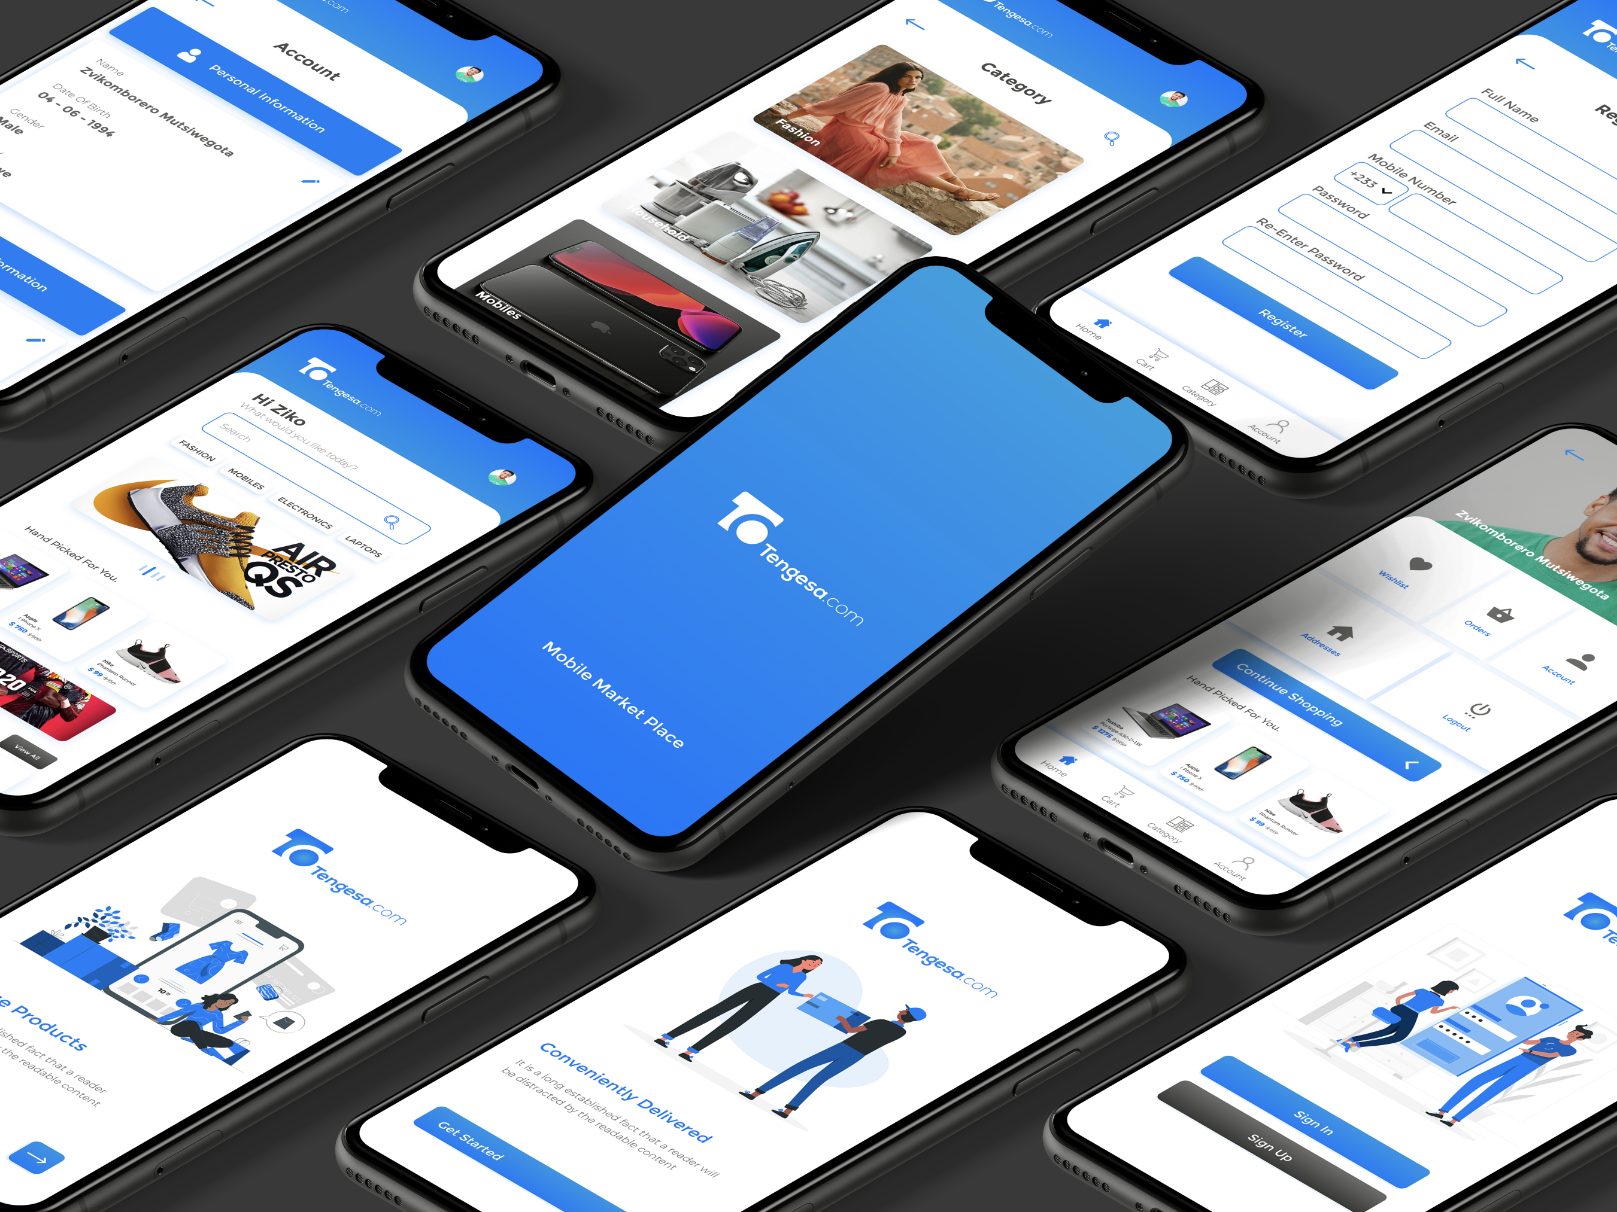 Account
Personal Information
Name
Zvikomborero Mutsiwegota
Date Of Birth
04 - 06 - 1994
Gender
Male
Tengesa.com
Category
Fashion
Household
Mobiles
Full Name
Email
Mobile Number
+233
Password
Re-Enter Password
Register
Home
Cart
Category
Account
Tengesa.com
Hi Ziko
What would you like today?
Search
FASHION
MOBILES
ELECTRONICS
LAPTOPS
AIR
PRESTO
QS
Hand Picked For You.
Apple
iPhone X
$ 750
Nike
$ 99
View All
Tengesa.com
Mobile Market Place
Zvikomborero Mutsiwegota
Wishlist
Orders
Addresses
Account
Logout
Continue Shopping
Hand Picked For You.
Toshiba
$ 1275
Apple
iPhone X
$ 750
Nike
$ 99
Home
Cart
Category
Account
Tengesa.com
Products
fact that a reader
the readable content
Tengesa.com
Conveniently Delivered
It is a long established fact that a reader will
be distracted by the readable content
Get Started
Sign In
Sign Up